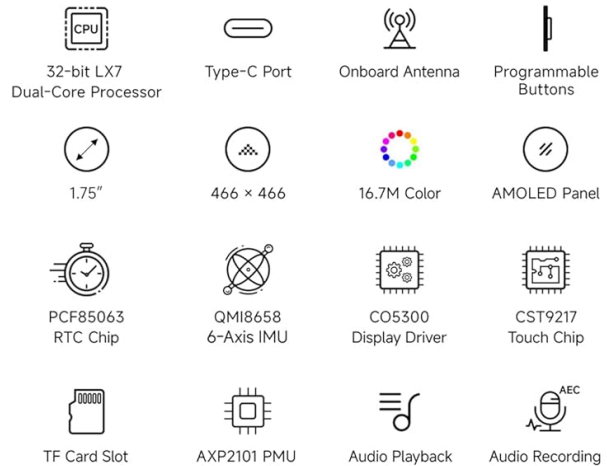 CPU
32-bit LX7
Dual-Core Processor
Type-C Port
Onboard Antenna
Programmable
Buttons
1.75"
466 × 466
16.7M Color
AMOLED Panel
PCF85063
RTC Chip
QMI8658
6-Axis IMU
CO5300
Display Driver
CST9217
Touch Chip
TF Card Slot
AXP2101 PMU
Audio Playback
AEC
Audio Recording